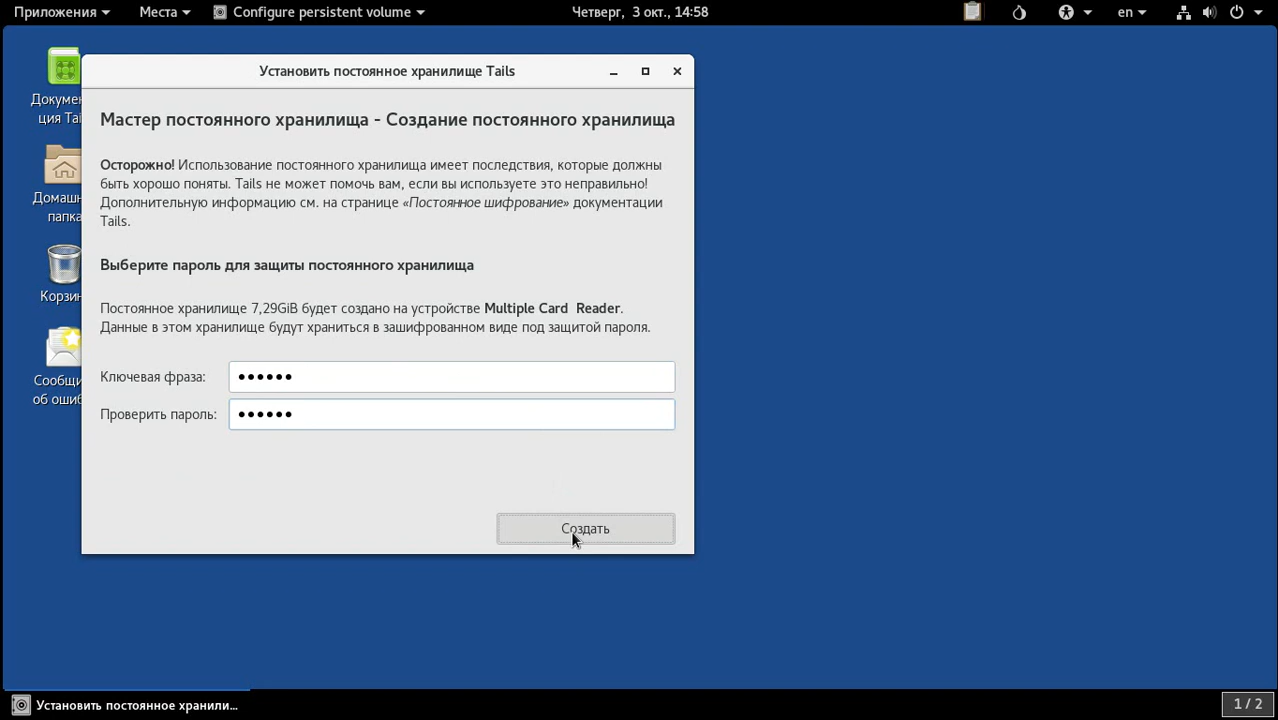 Приложения Места Configure persistent volume Четверг, 3 окт., 14:58 en
Установить постоянное хранилище Tails
Мастер постоянного хранилища - Создание постоянного хранилища
Осторожно! Использование постоянного хранилища имеет последствия, которые должны
быть хорошо поняты. Tails не может помочь вам, если вы используете это неправильно!
Дополнительную информацию см. на странице «Постоянное шифрование» документации
Tails.
Выберите пароль для защиты постоянного хранилища
Постоянное хранилище 7,29GiB будет создано на устройстве Multiple Card Reader.
Данные в этом хранилище будут храниться в зашифрованном виде под защитой пароля.
Ключевая фраза:
Проверить пароль:
Создать
Докумен
ция Tai
Домашн
папка
Корзин
Сообщи
об ошиб
Установить постоянное хранили...
1 / 2